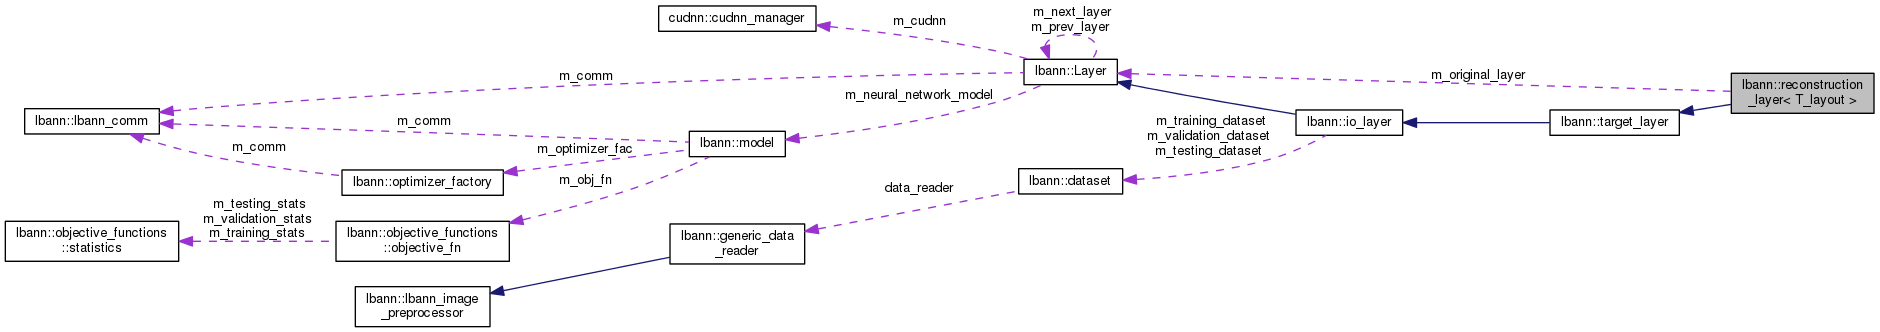 cudnn::cudnn_manager
m_cudnn
m_next_layer
m_prev_layer
lbann::Layer
m_original_layer
lbann::reconstruction
_layer< T_layout >
m_comm
m_neural_network_model
lbann::lbann_comm
m_comm
lbann::model
m_training_dataset
m_validation_dataset
m_testing_dataset
lbann::io_layer
lbann::target_layer
m_comm
m_optimizer_fac
lbann::optimizer_factory
m_obj_fn
data_reader
lbann::dataset
m_testing_stats
m_validation_stats
m_training_stats
lbann::objective_functions
::statistics
lbann::objective_functions
::objective_fn
lbann::generic_data
_reader
lbann::lbann_image
_preprocessor